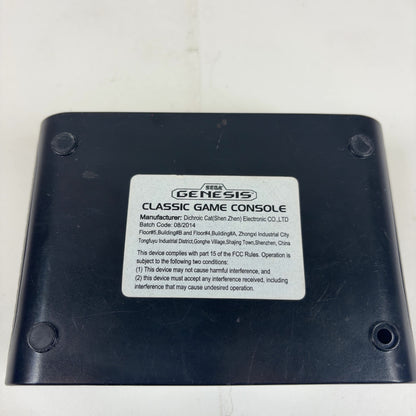 SEGA
GENESIS
CLASSIC GAME CONSOLE
Manufacturer: Dichroic Cat(Shen Zhen) Electronic CO.,LTD
Batch Code: 08/2014
Floor#5,Building#B and Floor#4,Building#A, Zhongxi Industrial City,
Tongfuyu Industrial District,Gonghe Village,Shajing Town,Shenzhen, China
This device complies with part 15 of the FCC Rules. Operation is
subject to the following two conditions:
(1) This device may not cause harmful interference, and
(2) this device must accept any interference received, including
interference that may cause undesired operation.